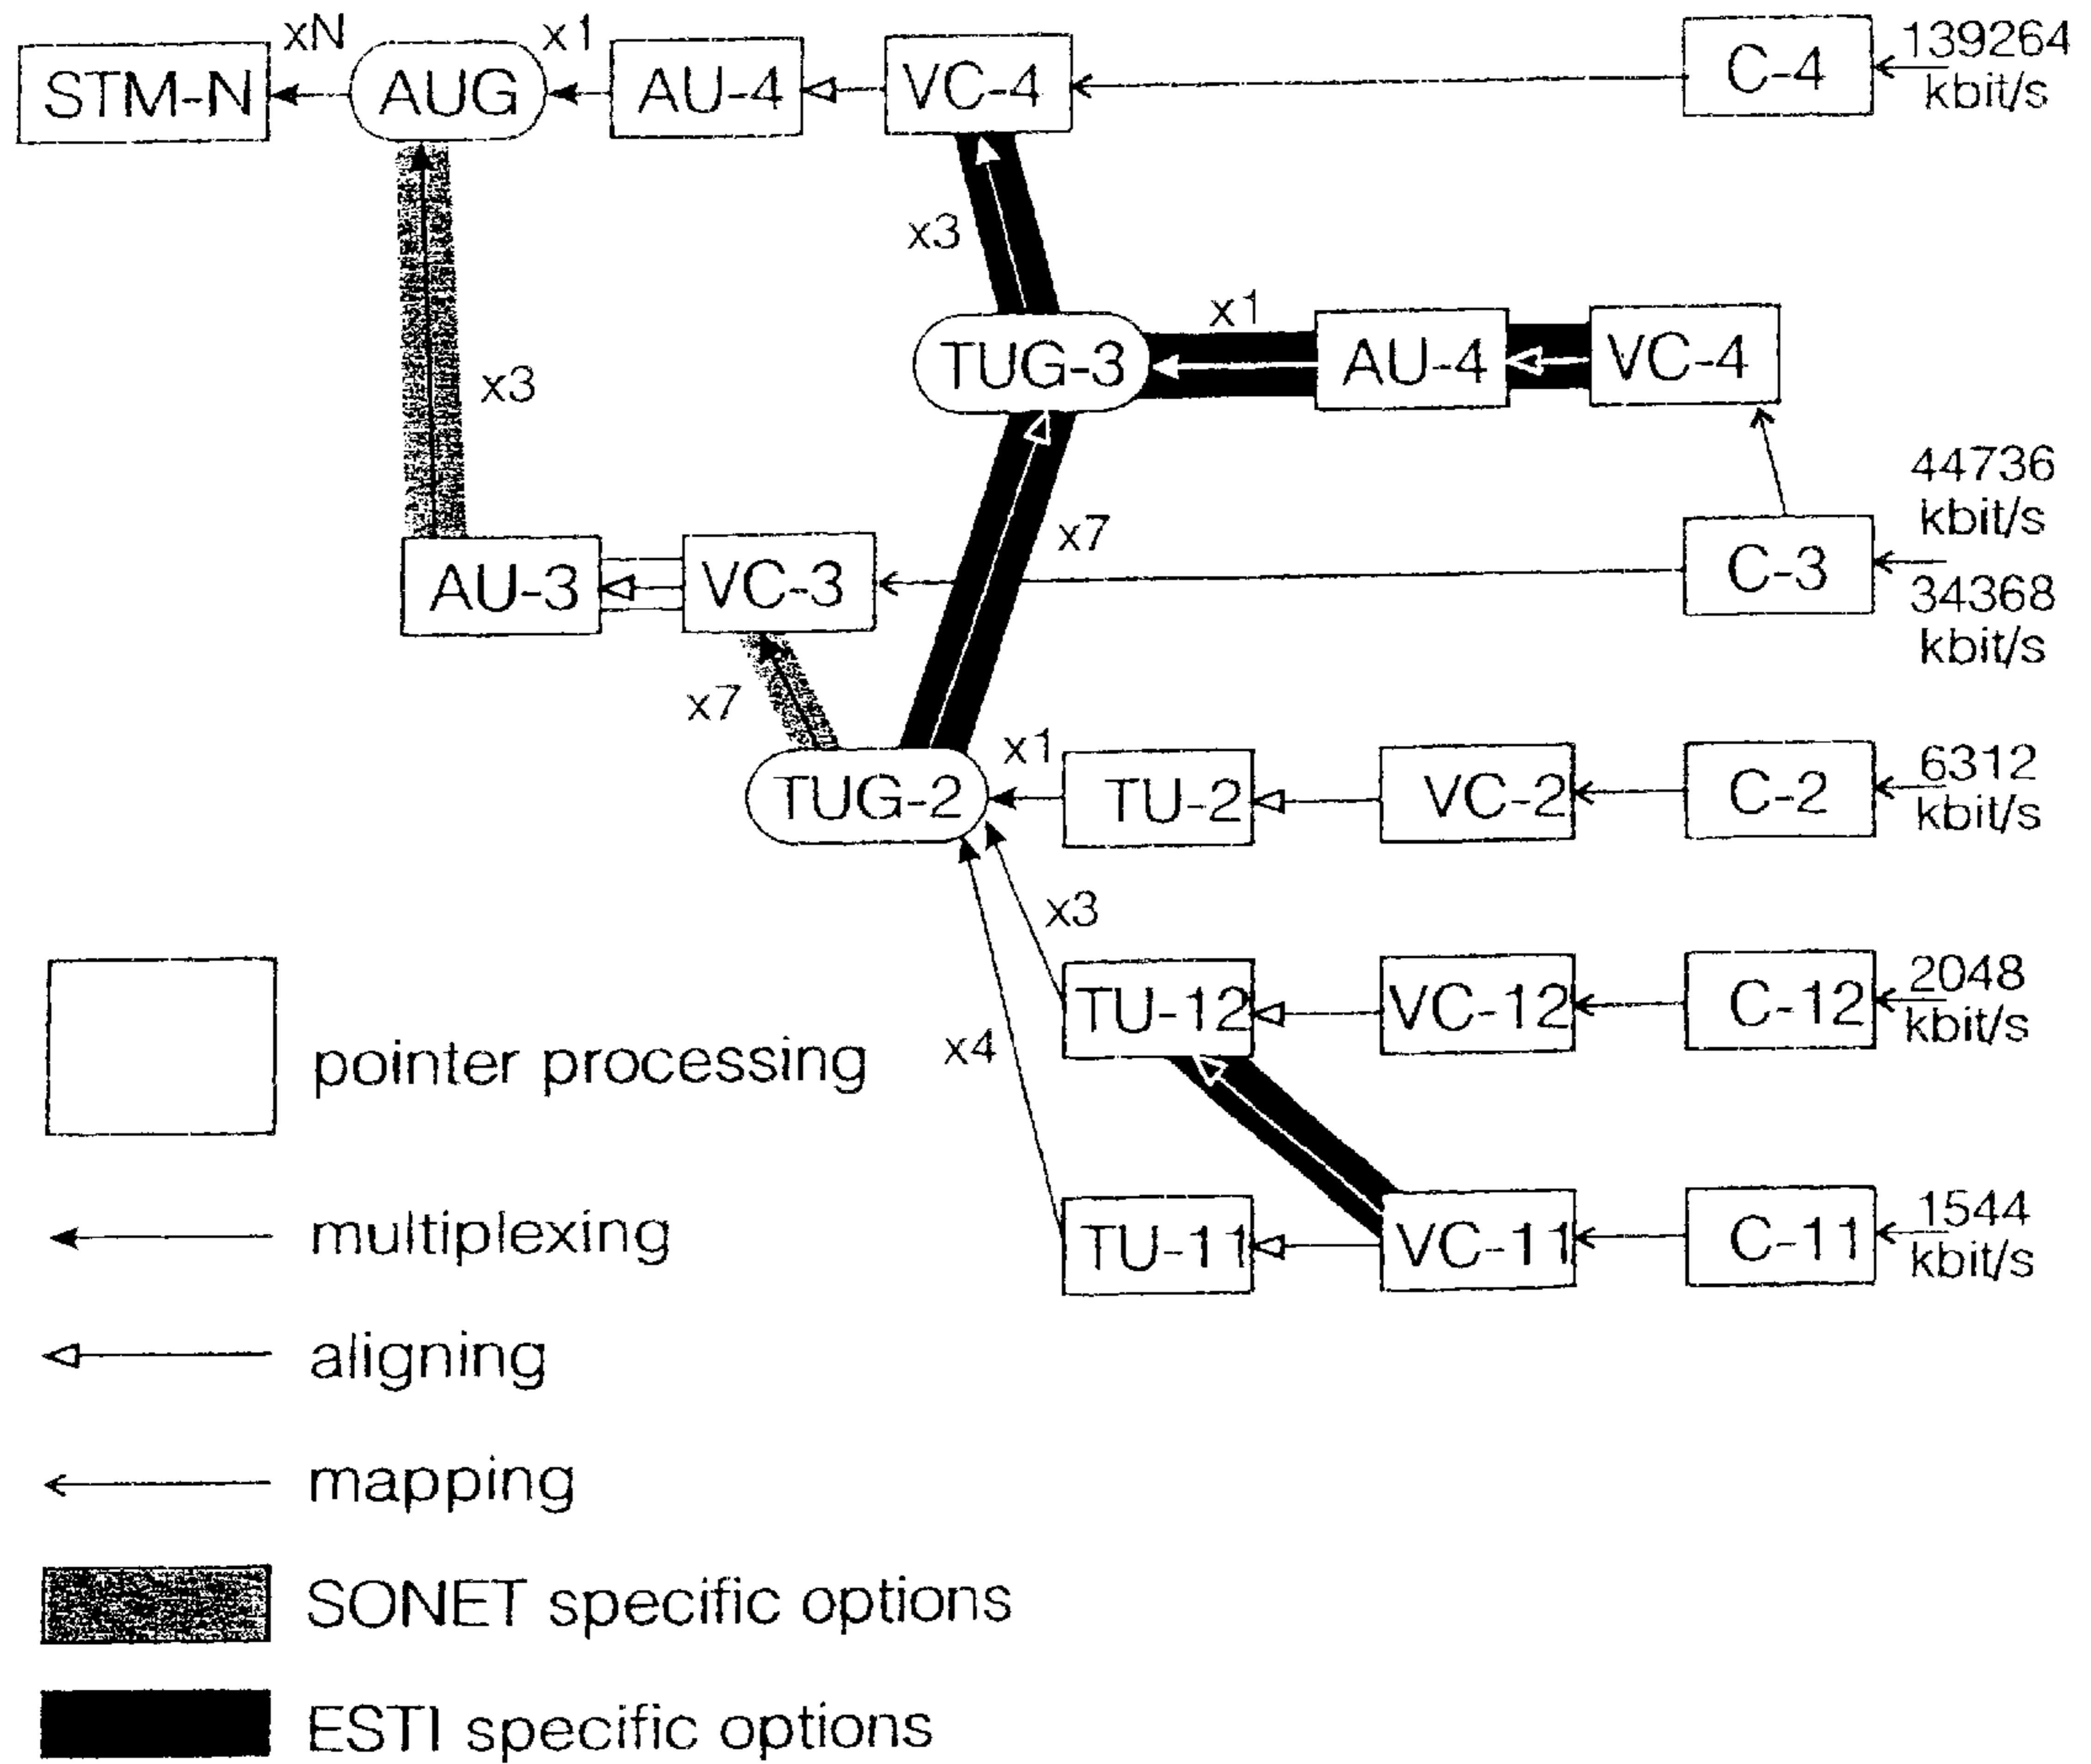 xN
x1
STM-N
AUG
AU-4
VC-4
C-4
139264
kbit/s
x3
x1
TUG-3
AU-4
VC-4
x3
44736
kbit/s
x7
AU-3
VC-3
C-3
34368
kbit/s
x7
x1
TUG-2
TU-2
VC-2
C-2
6312
kbit/s
x3
TU-12
VC-12
C-12
2048
kbit/s
x4
TU-11
VC-11
C-11
1544
kbit/s
pointer processing
multiplexing
aligning
mapping
SONET specific options
ESTI specific options